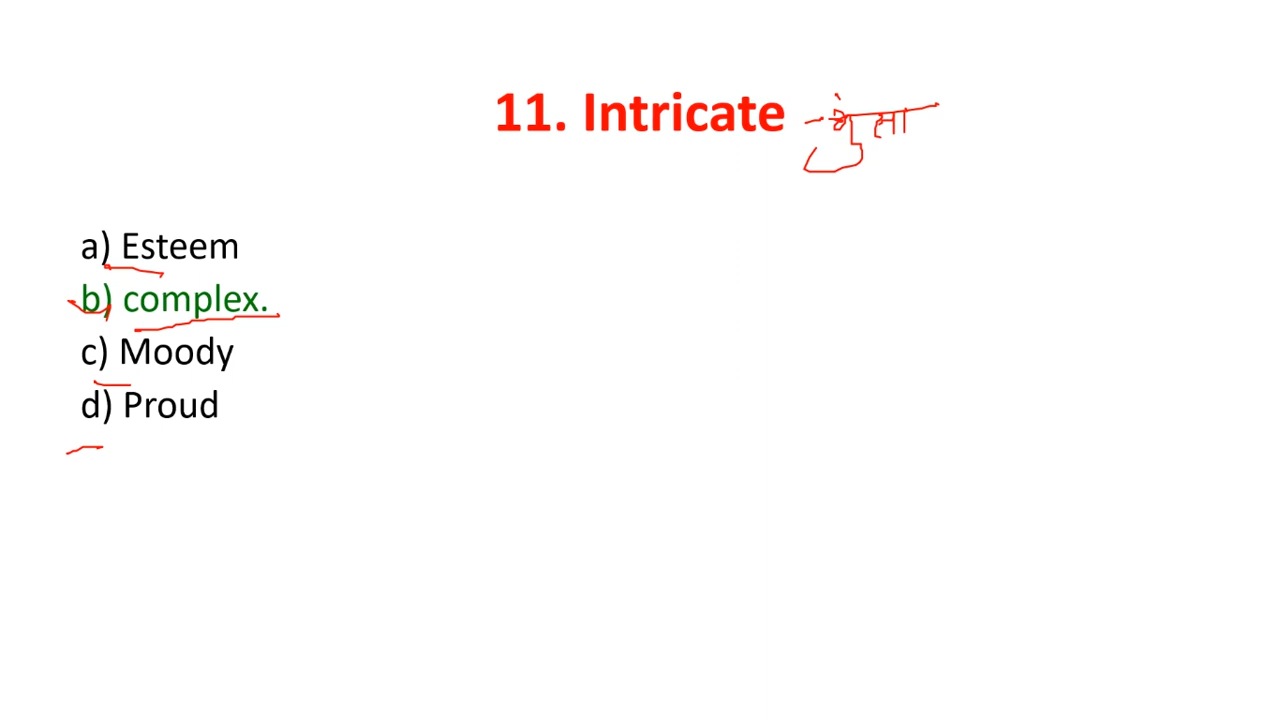 11. Intricate
a) Esteem
b) complex.
c) Moody
d) Proud